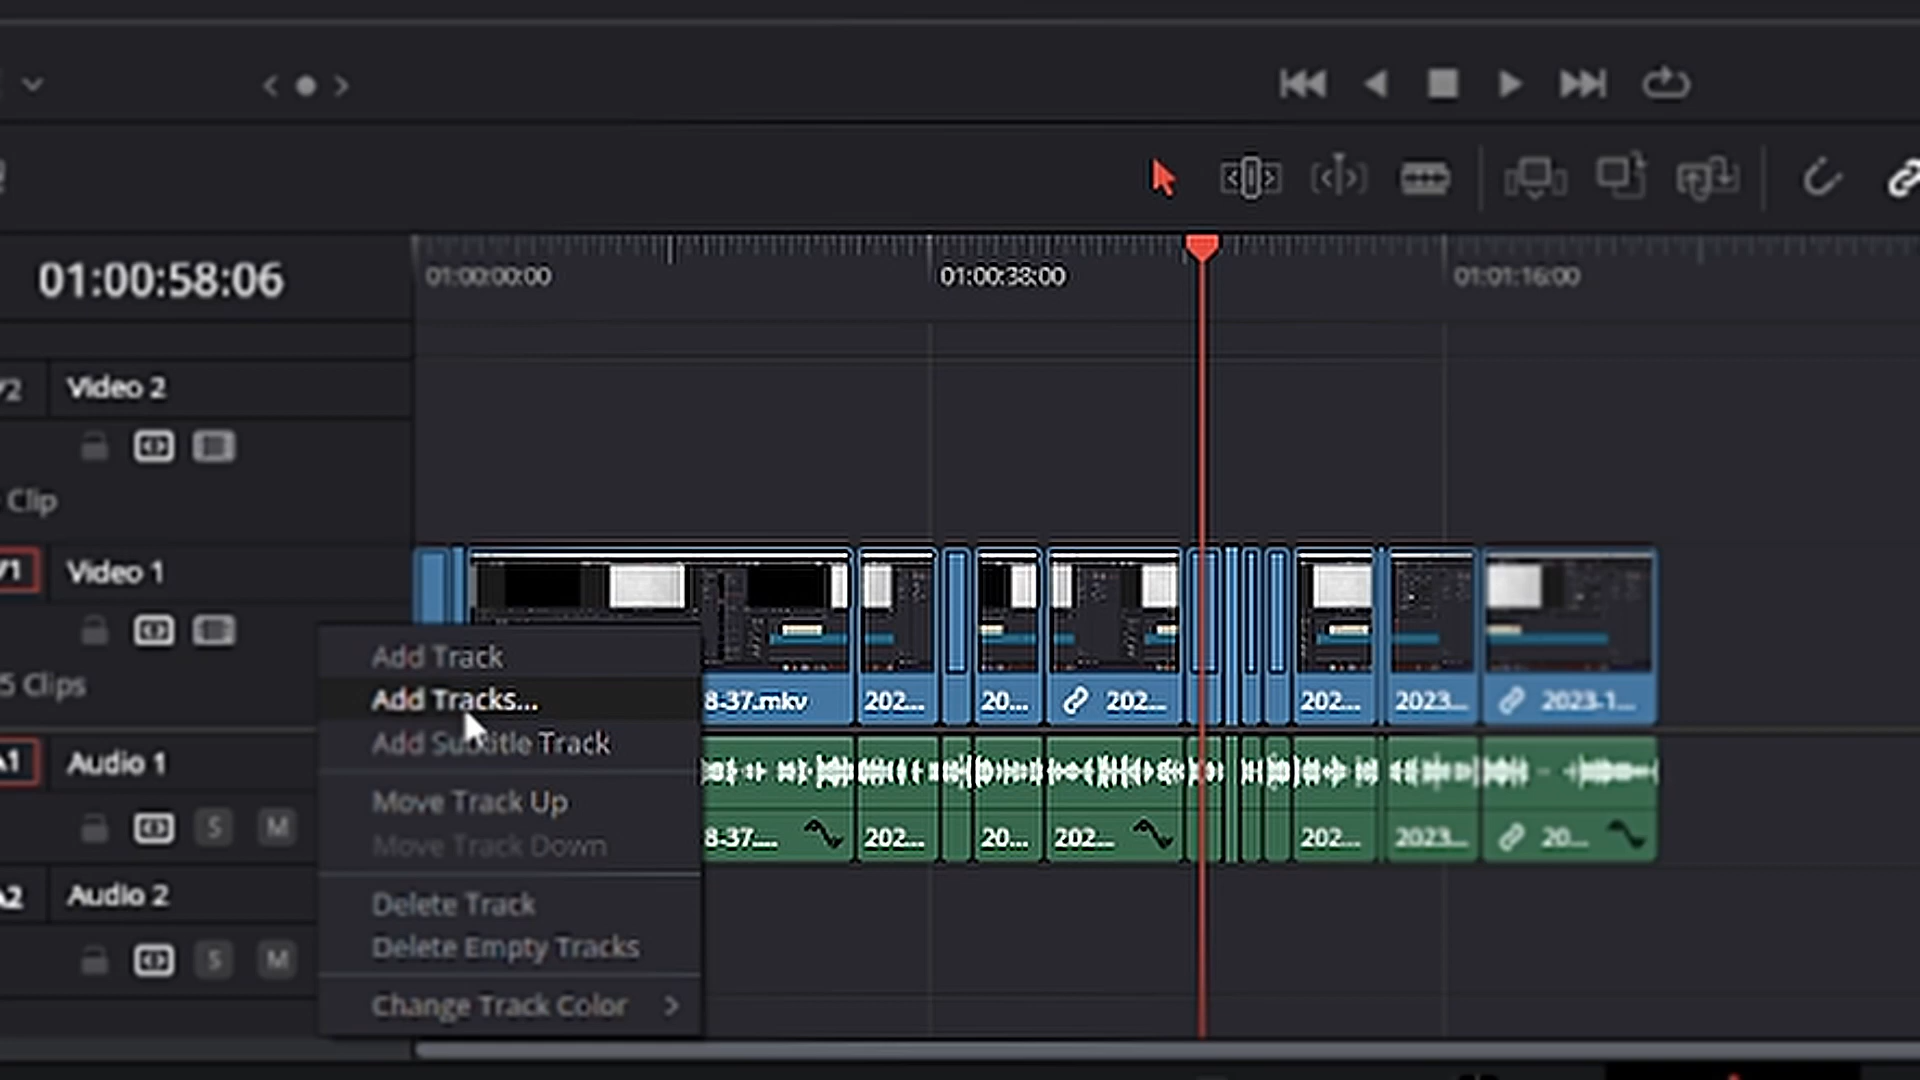 01:00:58:06
01:00:00:00
01:00:38:00
01:01:16:00
Video 2
Clip
Video 1
5 Clips
Add Track
Add Tracks...
Add Subtitle Track
Move Track Up
Move Track Down
Delete Track
Delete Empty Tracks
Change Track Color
8-37.mkv
202...
20...
202...
202...
2023...
2023-1...
Audio 1
S
M
8-37....
202...
20...
202...
202...
2023...
20...
A2
Audio 2
S
M